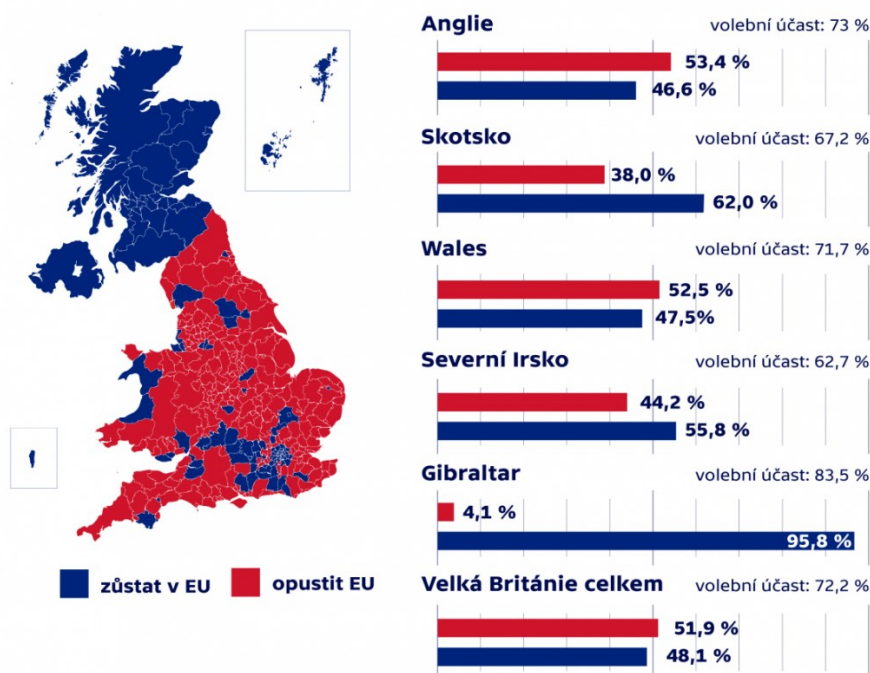 Anglie volební účast: 73 %
53,4 %
46,6 %
Skotsko volební účast: 67,2 %
38,0 %
62,0 %
Wales volební účast: 71,7 %
52,5 %
47,5%
Severní Irsko volební účast: 62,7 %
44,2 %
55,8 %
Gibraltar volební účast: 83,5 %
4,1 %
95,8 %
Velká Británie celkem volební účast: 72,2 %
51,9 %
48,1 %
zůstat v EU opustit EU